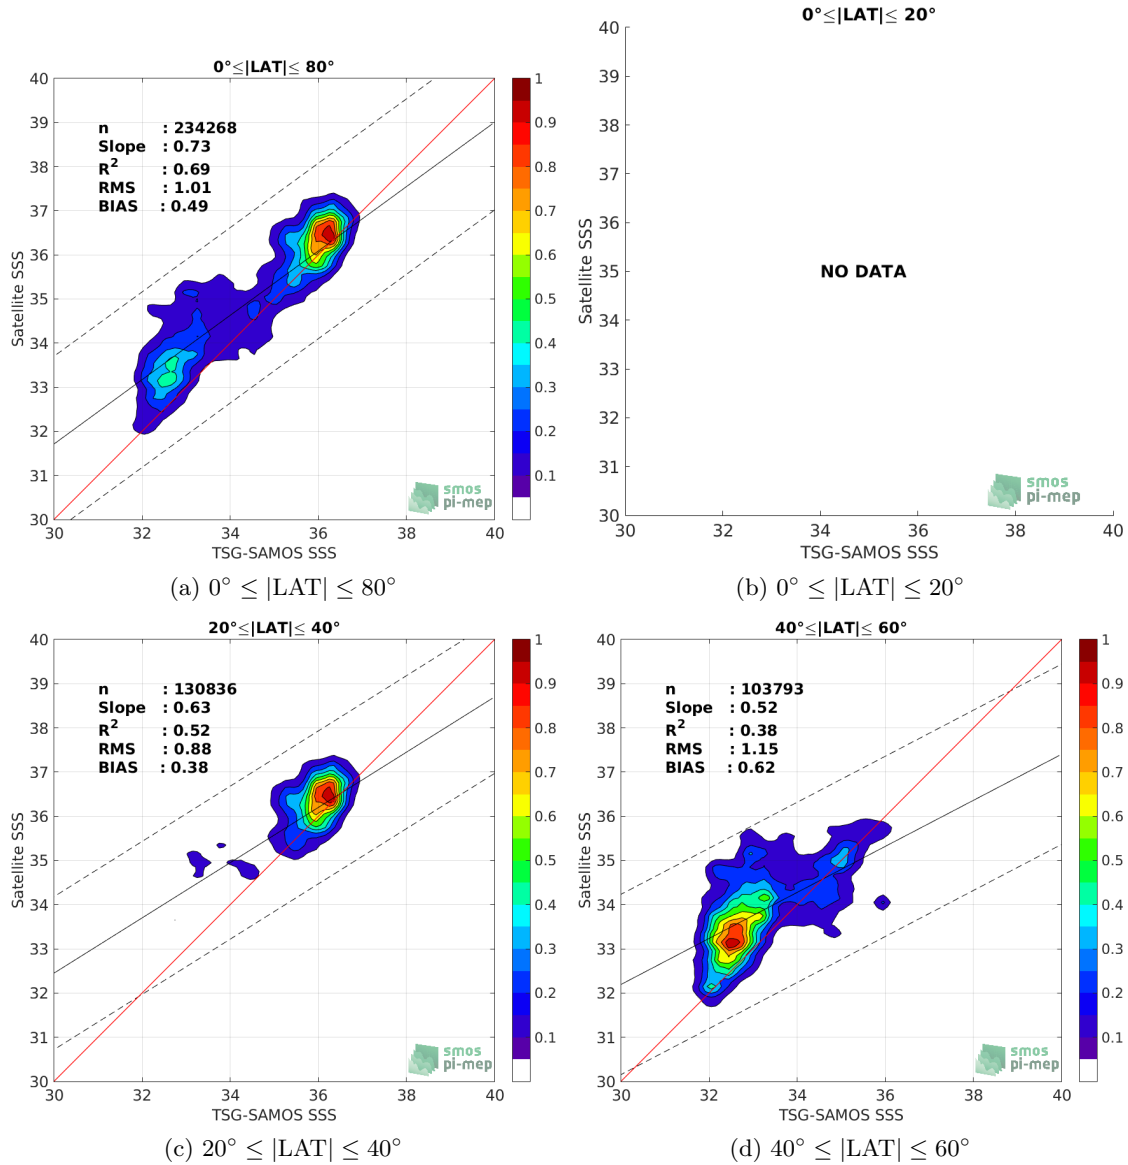 0°≤|LAT|≤ 80°
40
39
38
37
36
35
34
33
32
31
30
Satellite SSS
n : 234268
Slope : 0.73
R2 : 0.69
RMS : 1.01
BIAS : 0.49
smos
pi-mep
30 32 34 36 38 40
TSG-SAMOS SSS
1
0.9
0.8
0.7
0.6
0.5
0.4
0.3
0.2
0.1
(a) 0° ≤ |LAT| ≤ 80°
0°≤|LAT|≤ 20°
40
39
38
37
36
35
34
33
32
31
30
Satellite SSS
NO DATA
smos
pi-mep
30 32 34 36 38 40
TSG-SAMOS SSS
(b) 0° ≤ |LAT| ≤ 20°
20°≤|LAT|≤ 40°
40
39
38
37
36
35
34
33
32
31
30
Satellite SSS
n : 130836
Slope : 0.63
R2 : 0.52
RMS : 0.88
BIAS : 0.38
smos
pi-mep
30 32 34 36 38 40
TSG-SAMOS SSS
1
0.9
0.8
0.7
0.6
0.5
0.4
0.3
0.2
0.1
(c) 20° ≤ |LAT| ≤ 40°
40°≤|LAT|≤ 60°
40
39
38
37
36
35
34
33
32
31
30
Satellite SSS
n : 103793
Slope : 0.52
R2 : 0.38
RMS : 1.15
BIAS : 0.62
smos
pi-mep
30 32 34 36 38 40
TSG-SAMOS SSS
1
0.9
0.8
0.7
0.6
0.5
0.4
0.3
0.2
0.1
(d) 40° ≤ |LAT| ≤ 60°